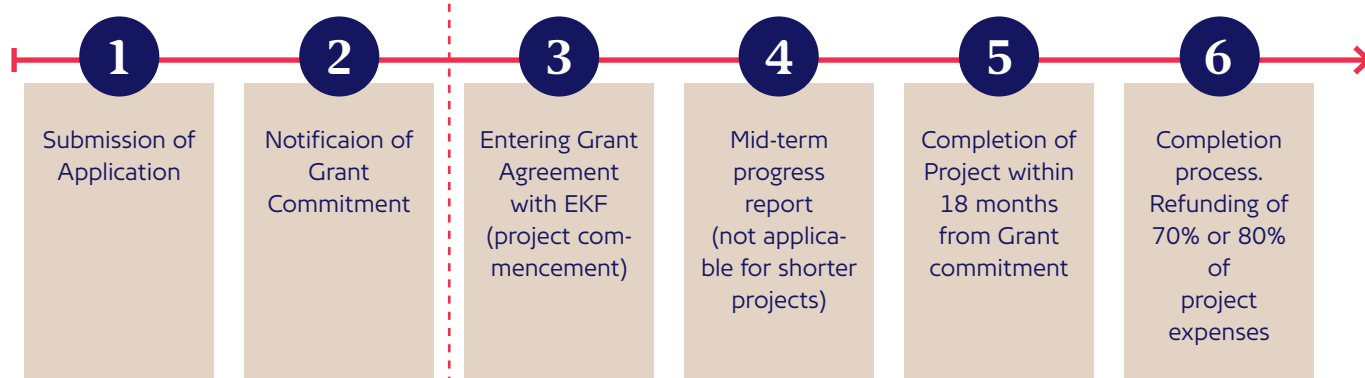 1
Submission of
Application
2
Notificaion of
Grant
Commitment
3
Entering Grant
Agreement
with EKF
(project com-
mencement)
4
Mid-term
progress
report
(not applica-
ble for shorter
projects)
5
Completion of
Project within
18 months
from Grant
commitment
6
Completion
process.
Refunding of
70% or 80%
of
project
expenses